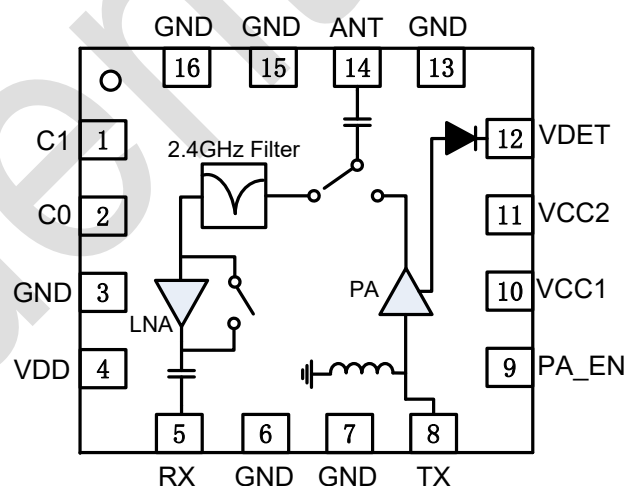 GND GND ANT GND
16 15 14 13
C1 1
2.4GHz Filter
12 VDET
C0 2
11 VCC2
GND 3
LNA
PA
10 VCC1
VDD 4
9 PA_EN
5 6 7 8
RX GND GND TX